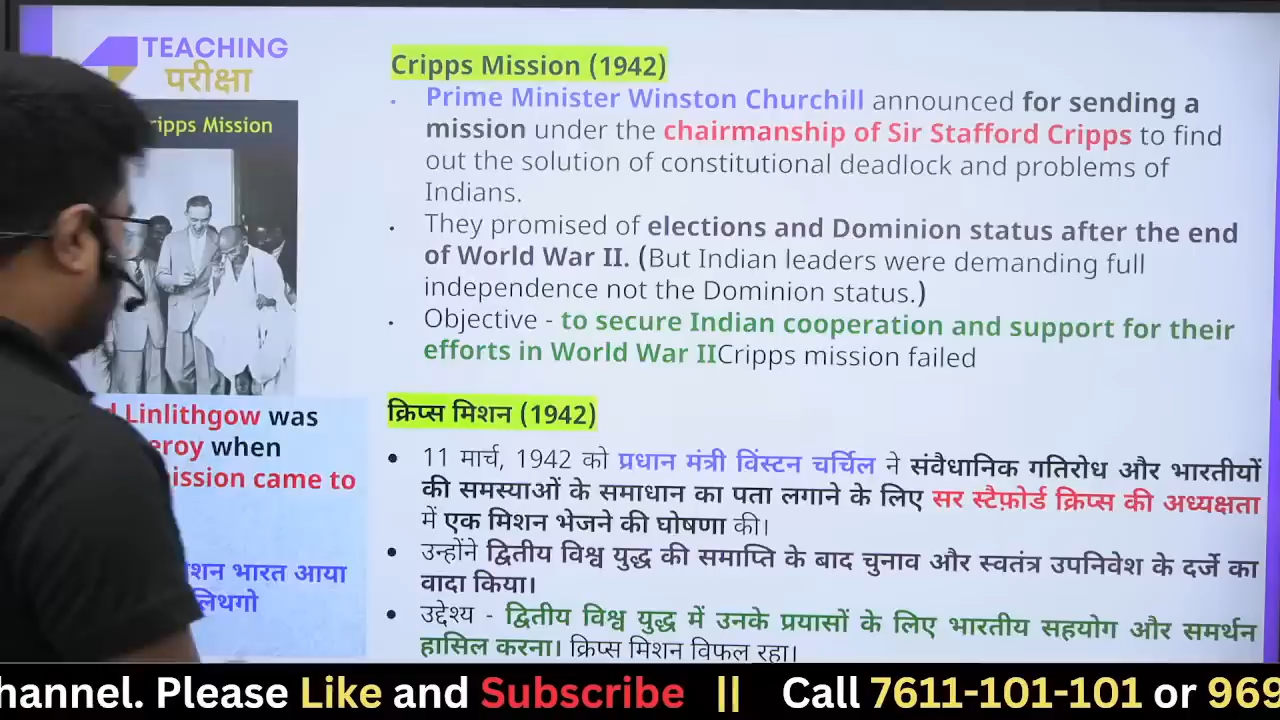 TEACHING
परीक्षा
ripps Mission
Linlithgow was
eroy when
ission came to
शन भारत आया
लिथगो
Cripps Mission (1942)
Prime Minister Winston Churchill announced for sending a
mission under the chairmanship of Sir Stafford Cripps to find
out the solution of constitutional deadlock and problems of
Indians.
They promised of elections and Dominion status after the end
of World War II. (But Indian leaders were demanding full
independence not the Dominion status.)
Objective - to secure Indian cooperation and support for their
efforts in World War IICripps mission failed
क्रिप्स मिशन (1942)
11 मार्च, 1942 को प्रधान मंत्री विंस्टन चर्चिल ने संवैधानिक गतिरोध और भारतीयों
की समस्याओं के समाधान का पता लगाने के लिए सर स्टैफ़ोर्ड क्रिप्स की अध्यक्षता
में एक मिशन भेजने की घोषणा की।
उन्होंने द्वितीय विश्व युद्ध की समाप्ति के बाद चुनाव और स्वतंत्र उपनिवेश के दर्जे का
वादा किया।
उद्देश्य - द्वितीय विश्व युद्ध में उनके प्रयासों के लिए भारतीय सहयोग और समर्थन
हासिल करना। क्रिप्स मिशन विफल रहा।
hannel. Please Like and Subscribe || Call 7611-101-101 or 969